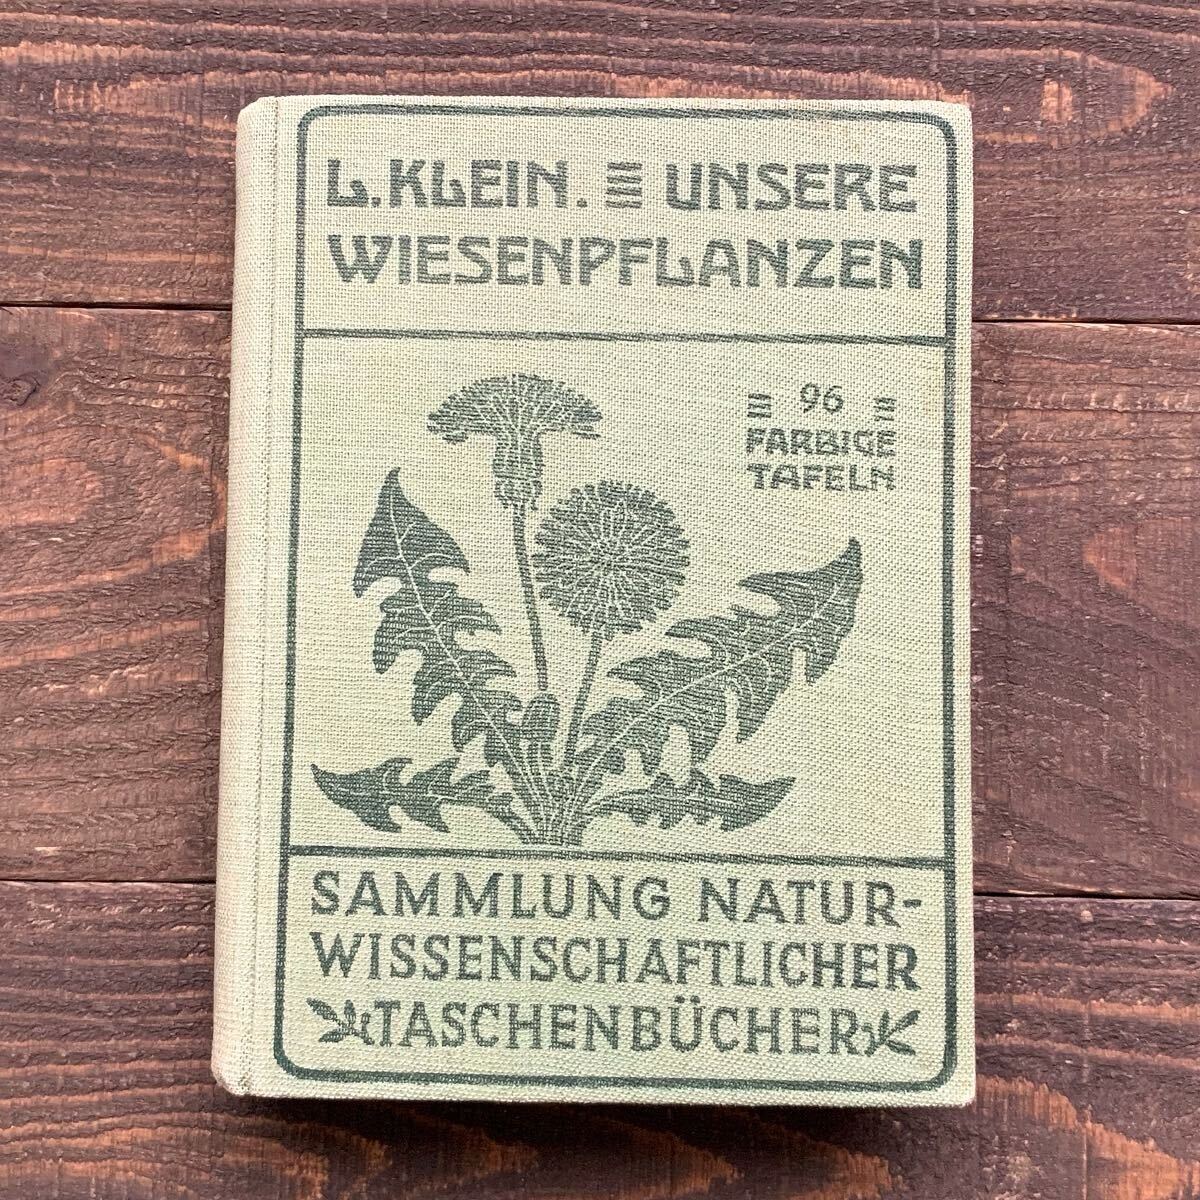 L. KLEIN. UNSERE
WIESENPFLANZEN
96
FARBIGE
TAFELN
SAMMLUNG NATUR-
WISSENSCHAFTLICHER
TASCHENBÜCHER